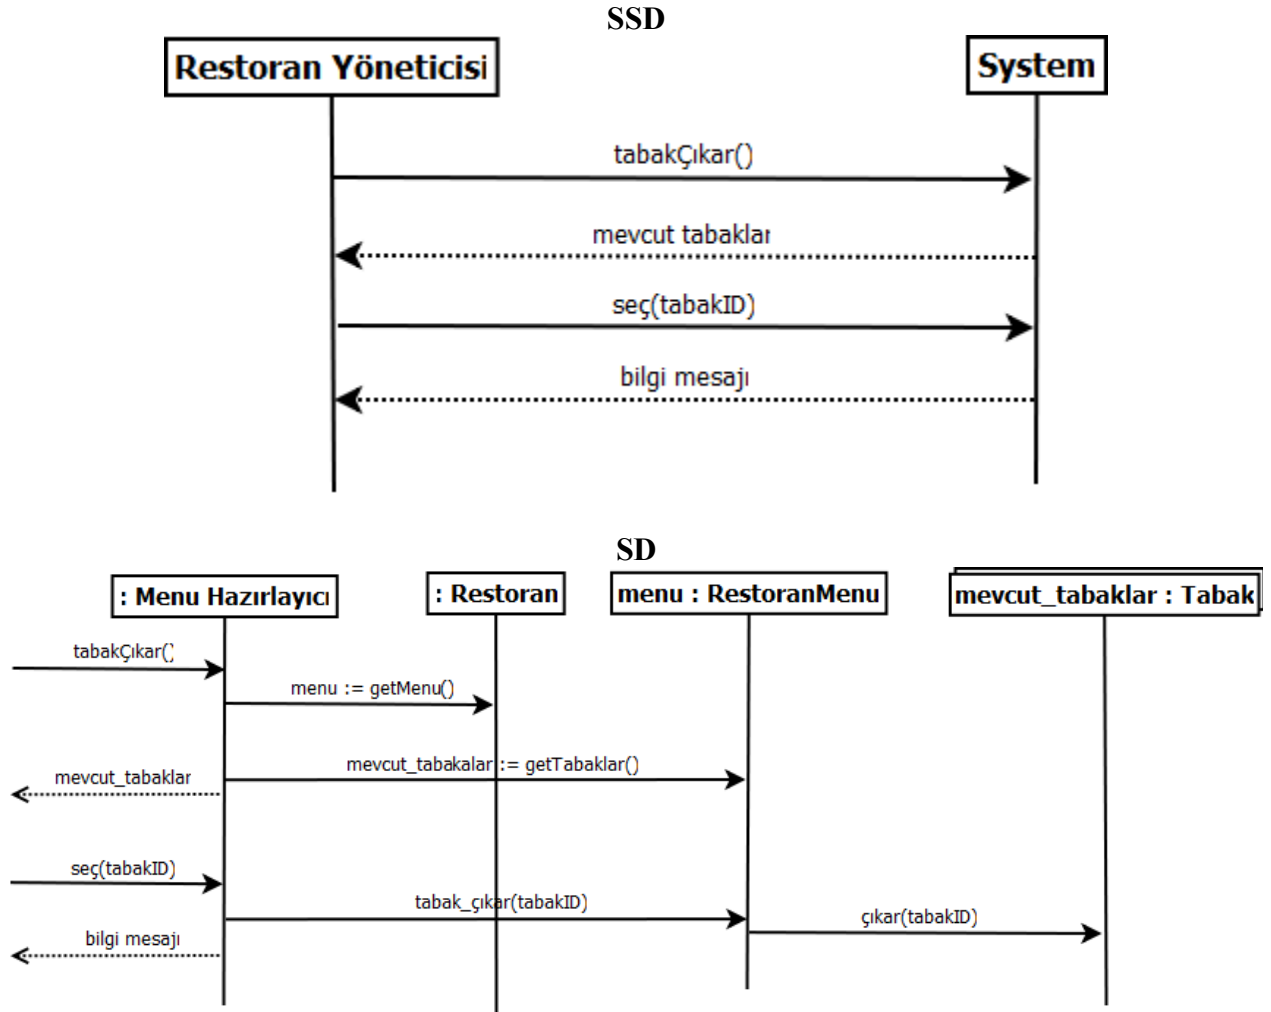 SSD
Restoran Yöneticisi
System
tabakÇıkar()
mevcut tabaklar
seç(tabakID)
bilgi mesajı
SD
: Menu Hazırlayıcı
: Restoran
menu : RestoranMenu
mevcut_tabaklar : Tabak
tabakÇıkar()
menu := getMenu()
mevcut_tabakalar := getTabaklar()
mevcut_tabaklar
seç(tabakID)
tabak_çıkar(tabakID)
çıkar(tabakID)
bilgi mesajı